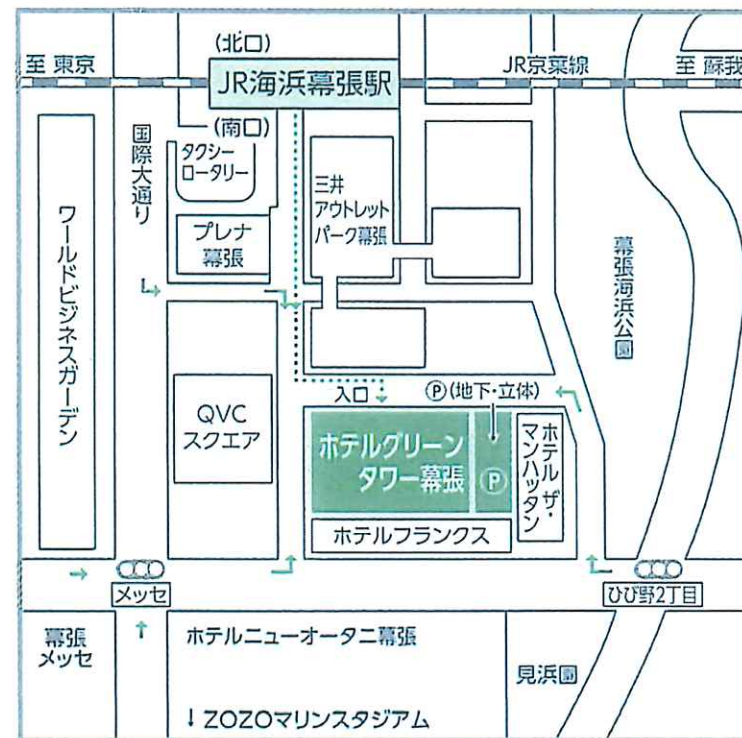 (北口)
至 東京
JR海浜幕張駅
JR京葉線
至 蘇我
(南口)
タクシー
ロータリー
国際大通り
三井
アウトレット
パーク幕張
プレナ
幕張
ワールドビジネスガーデン
幕張海浜公園
入口
P(地下・立体)
QVC
スクエア
ホテルグリーン
タワー幕張
P
ホテル ザ・
マンハッタン
ホテルフランクス
メッセ
ひび野2丁目
幕張
メッセ
ホテルニューオータニ幕張
見浜園
↓ZOZOマリンスタジアム